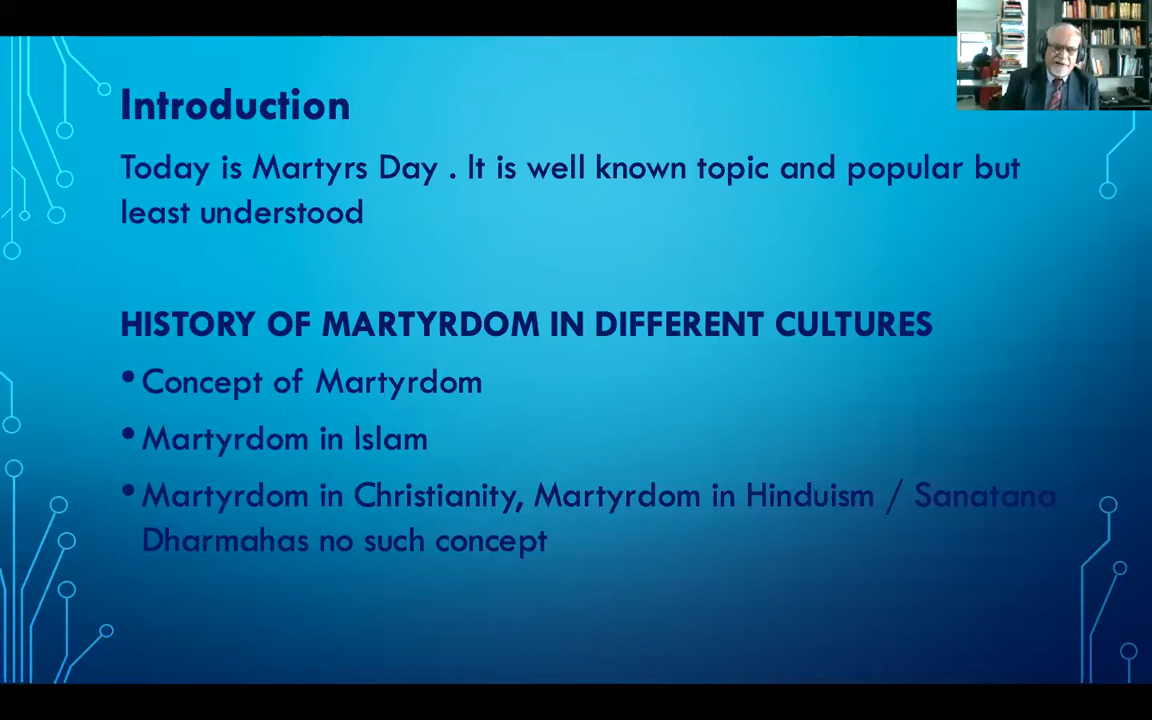 Introduction
Today is Martyrs Day . It is well known topic and popular but
least understood
HISTORY OF MARTYRDOM IN DIFFERENT CULTURES
• Concept of Martyrdom
• Martyrdom in Islam
• Martyrdom in Christianity, Martyrdom in Hinduism / Sanatana
Dharmahas no such concept